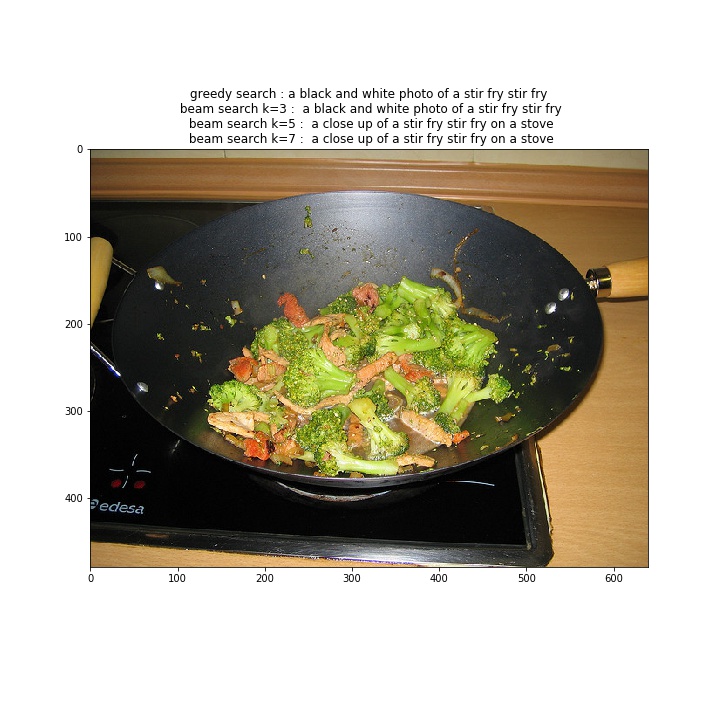 greedy search : a black and white photo of a stir fry stir fry
beam search k=3 :  a black and white photo of a stir fry stir fry
beam search k=5 :  a close up of a stir fry stir fry on a stove
beam search k=7 :  a close up of a stir fry stir fry on a stove
0
100
200
300
400
edesa
0 100 200 300 400 500 600